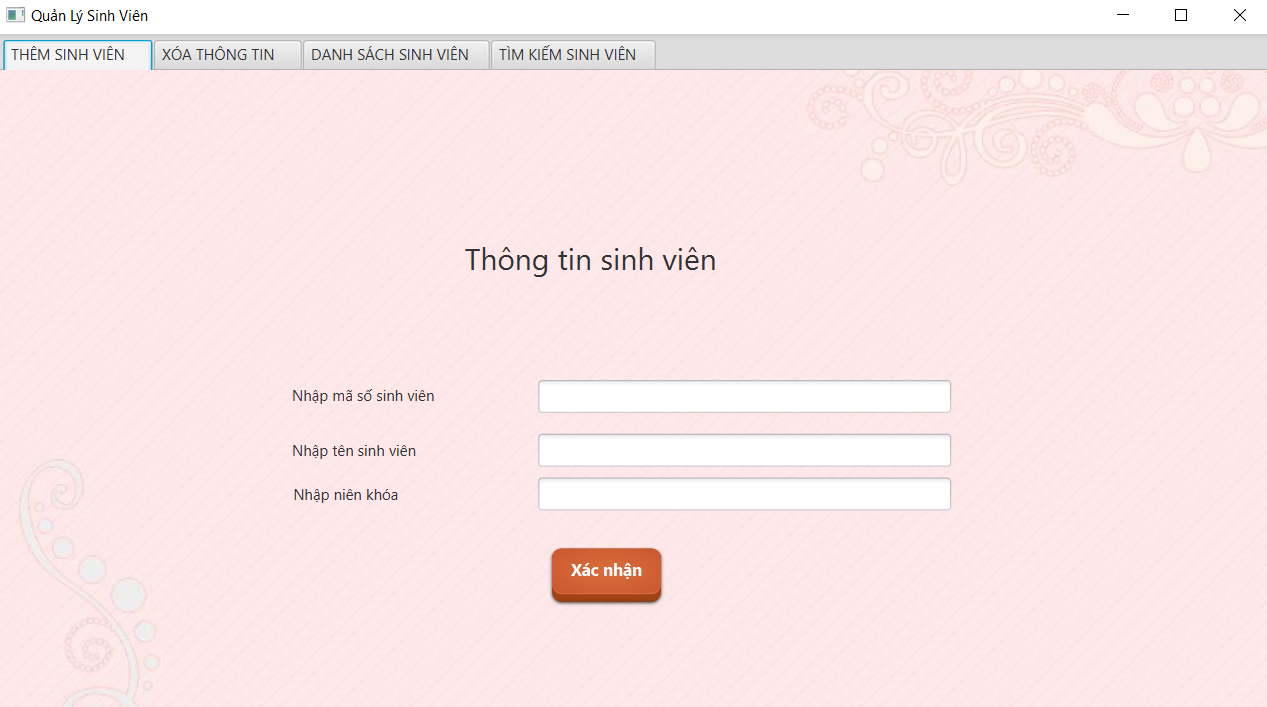 Quản Lý Sinh Viên
THÊM SINH VIÊN XÓA THÔNG TIN DANH SÁCH SINH VIÊN TÌM KIẾM SINH VIÊN
Thông tin sinh viên
Nhập mã số sinh viên
Nhập tên sinh viên
Nhập niên khóa
Xác nhận